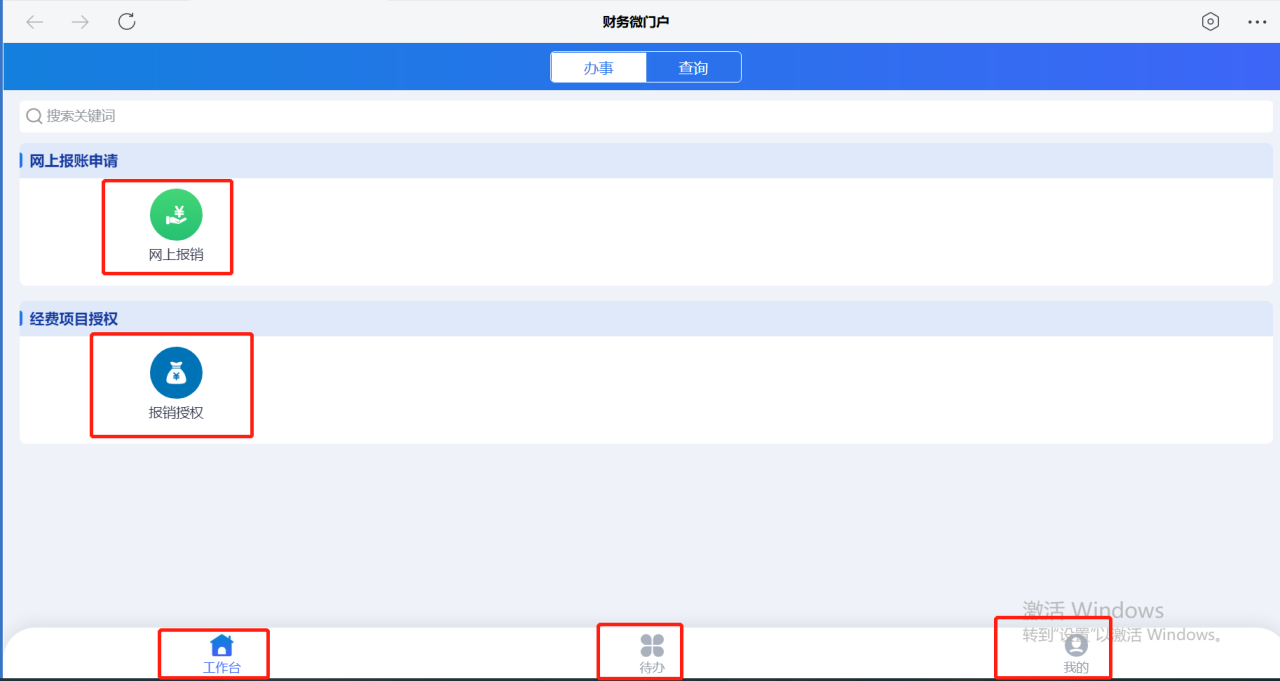 财务微门户
办事 查询
搜索关键词
网上报账申请
网上报销
经费项目授权
报销授权
激活 Windows
转到"设置"以激活 Windows。
工作台 待办 我的